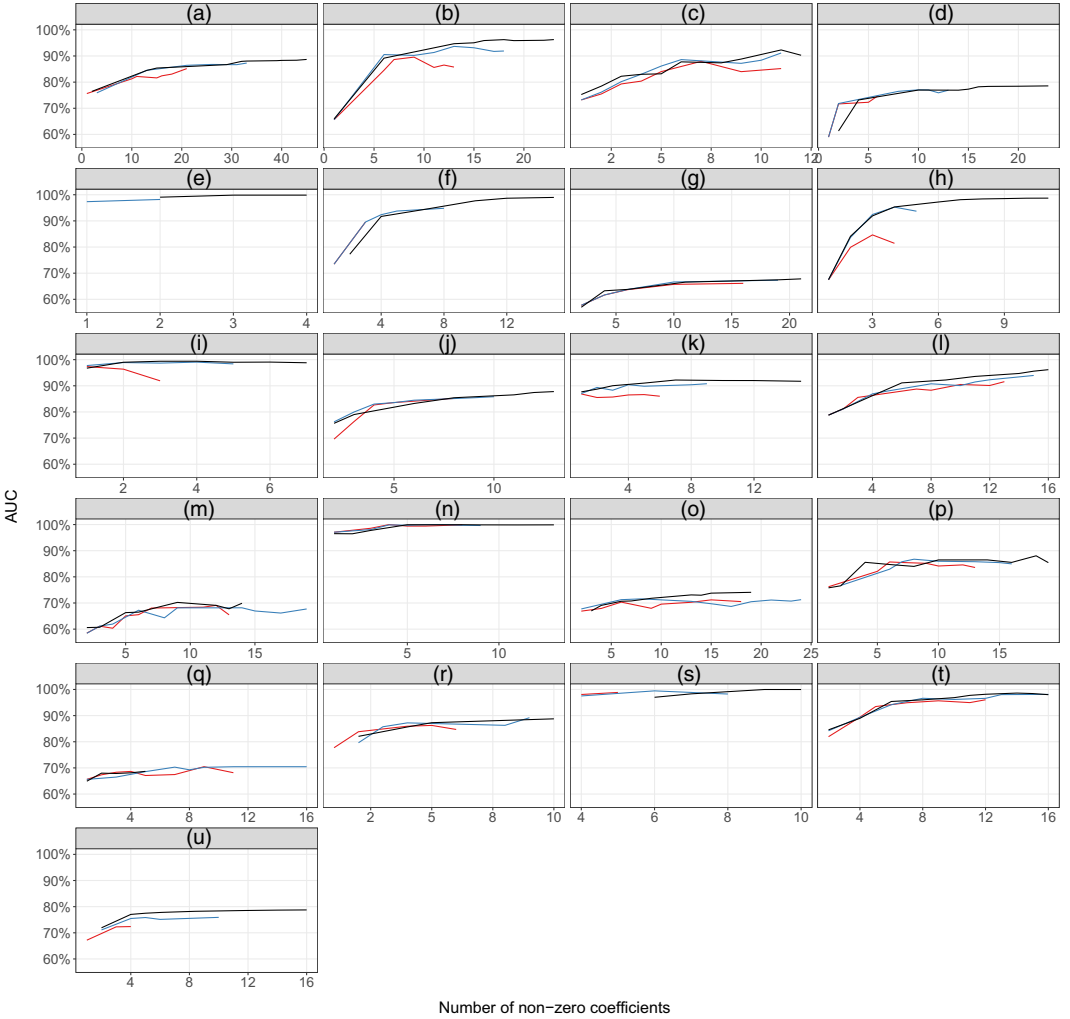 (a) (b) (c) (d)
100%
90%
80%
70%
60%
0 10 20 30 40 0 5 10 15 20 2 5 8 12 0 5 10 15 20
(e) (f) (g) (h)
100%
90%
80%
70%
60%
1 2 3 4 4 8 12 5 10 15 20 3 6 9
(i) (j) (k) (l)
100%
90%
80%
70%
60%
2 4 6 5 10 4 8 12 4 8 12 16
AUC
(m) (n) (o) (p)
100%
90%
80%
70%
60%
5 10 15 5 10 5 10 15 20 25 5 10 15
(q) (r) (s) (t)
100%
90%
80%
70%
60%
4 8 12 16 2 5 8 10 4 6 8 10 4 8 12 16
(u)
100%
90%
80%
70%
60%
4 8 12 16
Number of non−zero coefficients